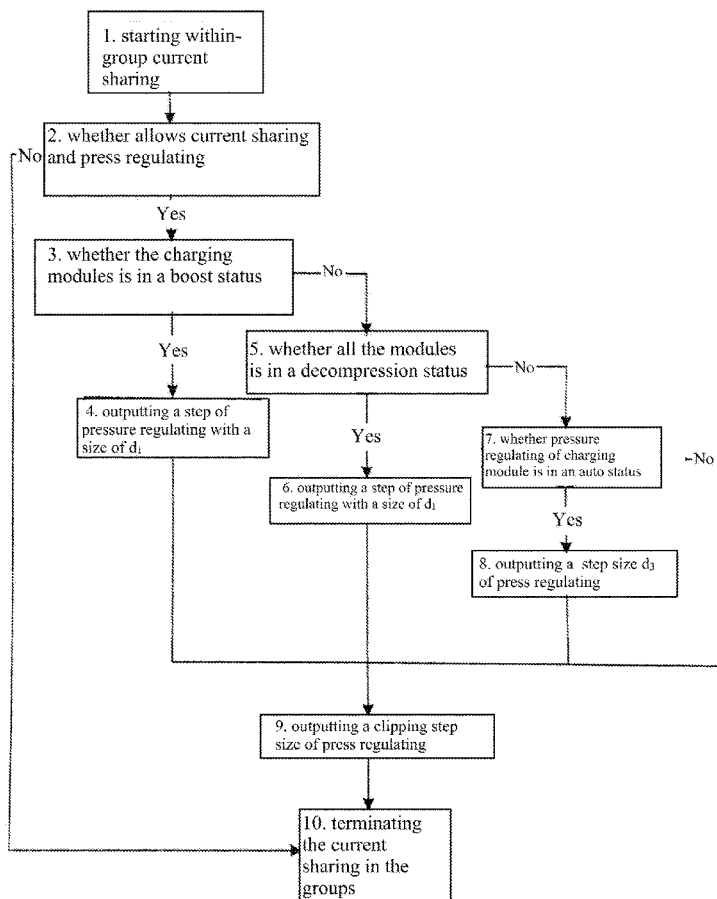 1. starting within-
group current
sharing
2. whether allows current sharing
and press regulating
No
Yes
3. whether the charging
modules is in a boost status
No
Yes
5. whether all the modules
is in a decompression status
No
4. outputting a step of
pressure regulating with a
size of d₁
Yes
7. whether pressure
regulating of charging
module is in an auto status
No
6. outputting a step of pressure
regulating with a size of d₁
Yes
8. outputting a step size d₃
of press regulating
9. outputting a clipping step
size of press regulating
10. terminating
the current
sharing in the
groups